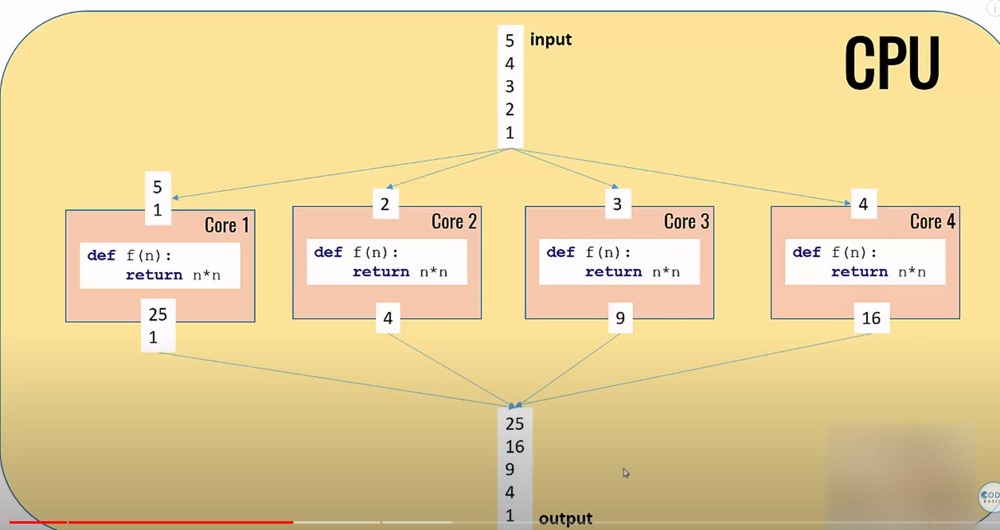 CPU
5 input
4
3
2
1
5
1
2
3
4
Core 1
Core 2
Core 3
Core 4
def f(n):
return n*n
def f(n):
return n*n
def f(n):
return n*n
def f(n):
return n*n
25
1
4
9
16
25
16
9
4
1 output